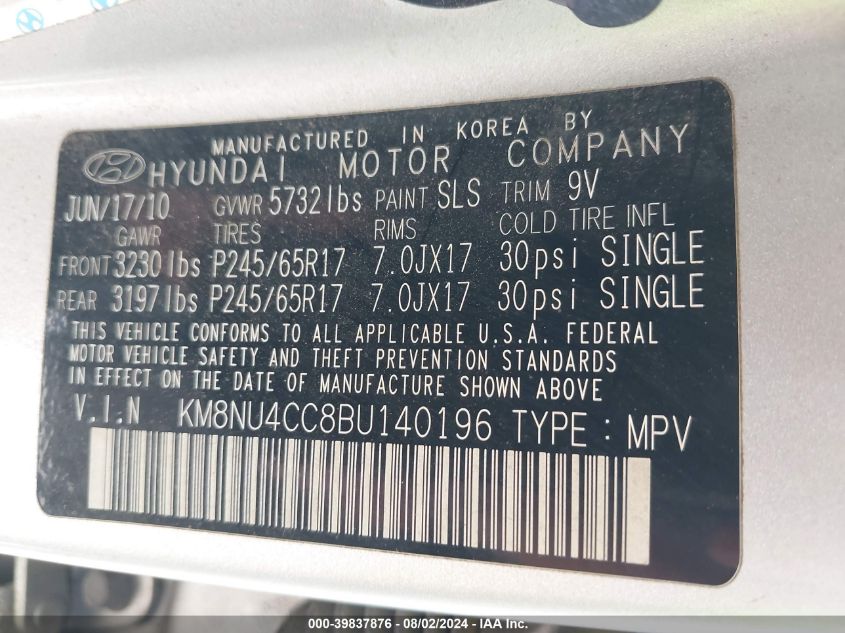 MANUFACTURED IN KOREA BY
HYUNDAI MOTOR COMPANY
JUN/17/10 GVWR 5732lbs PAINT SLS TRIM 9V
GAWR TIRES RIMS COLD TIRE INFL
FRONT 3230lbs P245/65R17 7.0JX17 30psi SINGLE
REAR 3197lbs P245/65R17 7.0JX17 30psi SINGLE
THIS VEHICLE CONFORMS TO ALL APPLICABLE U.S.A. FEDERAL
MOTOR VEHICLE SAFETY AND THEFT PREVENTION STANDARDS
IN EFFECT ON THE DATE OF MANUFACTURE SHOWN ABOVE
V.I.N KM8NU4CC8BU140196 TYPE : MPV
000-39837876 - 08/02/2024 - IAA Inc.